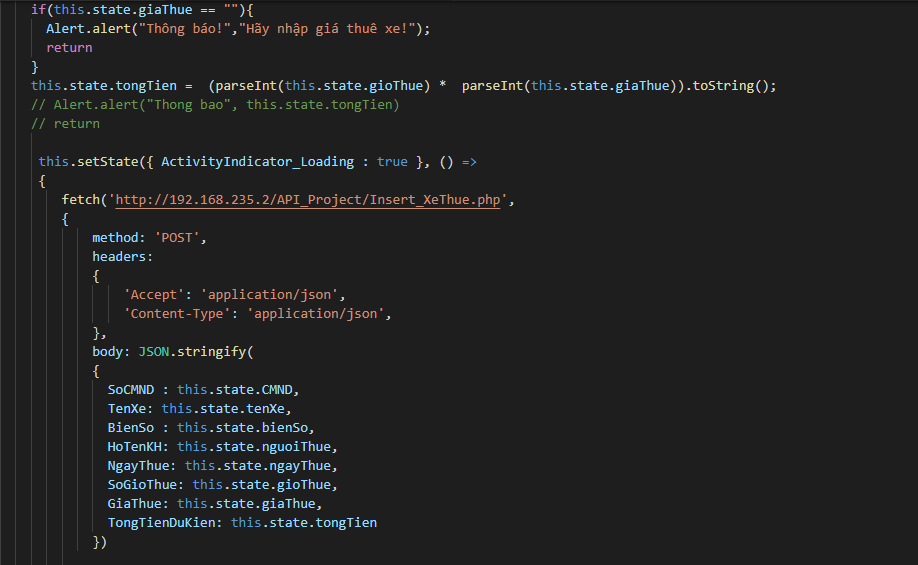 if(this.state.giaThue == ""){
Alert.alert("Thông báo!","Hãy nhập giá thuê xe!");
return
}
this.state.tongTien =  (parseInt(this.state.gioThue) *  parseInt(this.state.giaThue)).toString();
// Alert.alert("Thong bao", this.state.tongTien)
// return
this.setState({ ActivityIndicator_Loading : true }, () =>
{
fetch('http://192.168.235.2/API_Project/Insert_XeThue.php',
{
method: 'POST',
headers:
{
'Accept': 'application/json',
'Content-Type': 'application/json',
},
body: JSON.stringify(
{
SoCMND : this.state.CMND,
TenXe: this.state.tenXe,
BienSo : this.state.bienSo,
HoTenKH: this.state.nguoiThue,
NgayThue: this.state.ngayThue,
SoGioThue: this.state.gioThue,
GiaThue: this.state.giaThue,
TongTienDuKien: this.state.tongTien
})